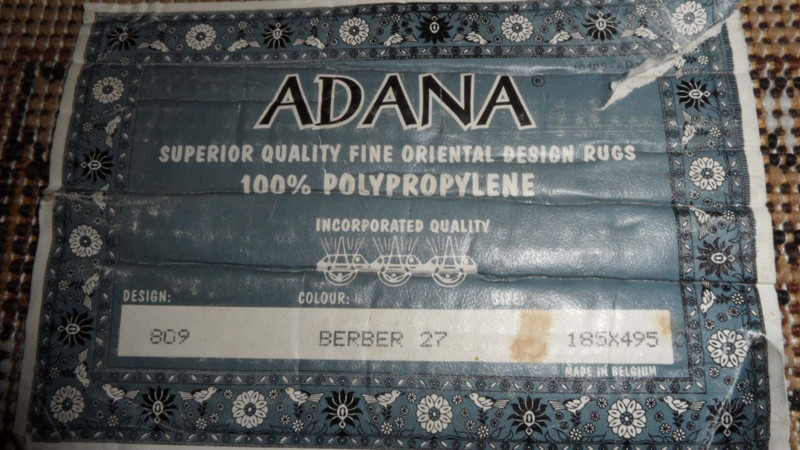 ADANA®
SUPERIOR QUALITY FINE ORIENTAL DESIGN RUGS
100% POLYPROPYLENE
INCORPORATED QUALITY
DESIGN: COLOUR: SIZE:
809 BERBER 27 185X495
MADE IN BELGIUM